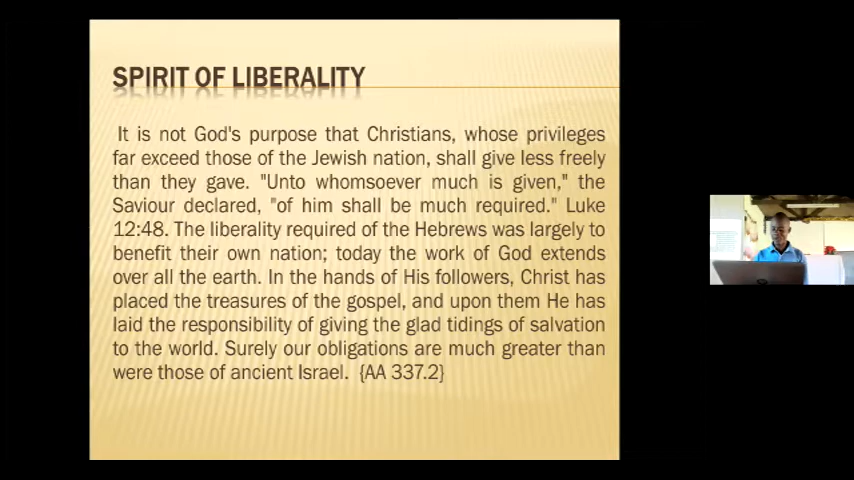 SPIRIT OF LIBERALITY
It is not God's purpose that Christians, whose privileges
far exceed those of the Jewish nation, shall give less freely
than they gave. "Unto whomsoever much is given," the
Saviour declared, "of him shall be much required." Luke
12:48. The liberality required of the Hebrews was largely to
benefit their own nation; today the work of God extends
over all the earth. In the hands of His followers, Christ has
placed the treasures of the gospel, and upon them He has
laid the responsibility of giving the glad tidings of salvation
to the world. Surely our obligations are much greater than
were those of ancient Israel. {AA 337.2}